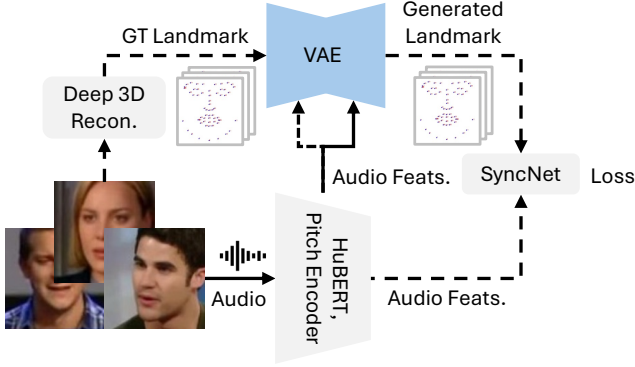 GT Landmark
VAE
Generated
Landmark
Deep 3D
Recon.
Audio Feats.
SyncNet
Loss
Audio
HuBERT,
Pitch Encoder
Audio Feats.